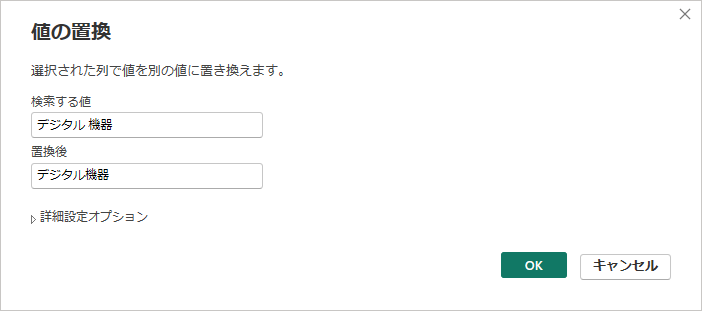 値の置換
選択された列で値を別の値に置き換えます。
検索する値
デジタル 機器
置換後
デジタル機器
詳細設定オプション
OK
キャンセル